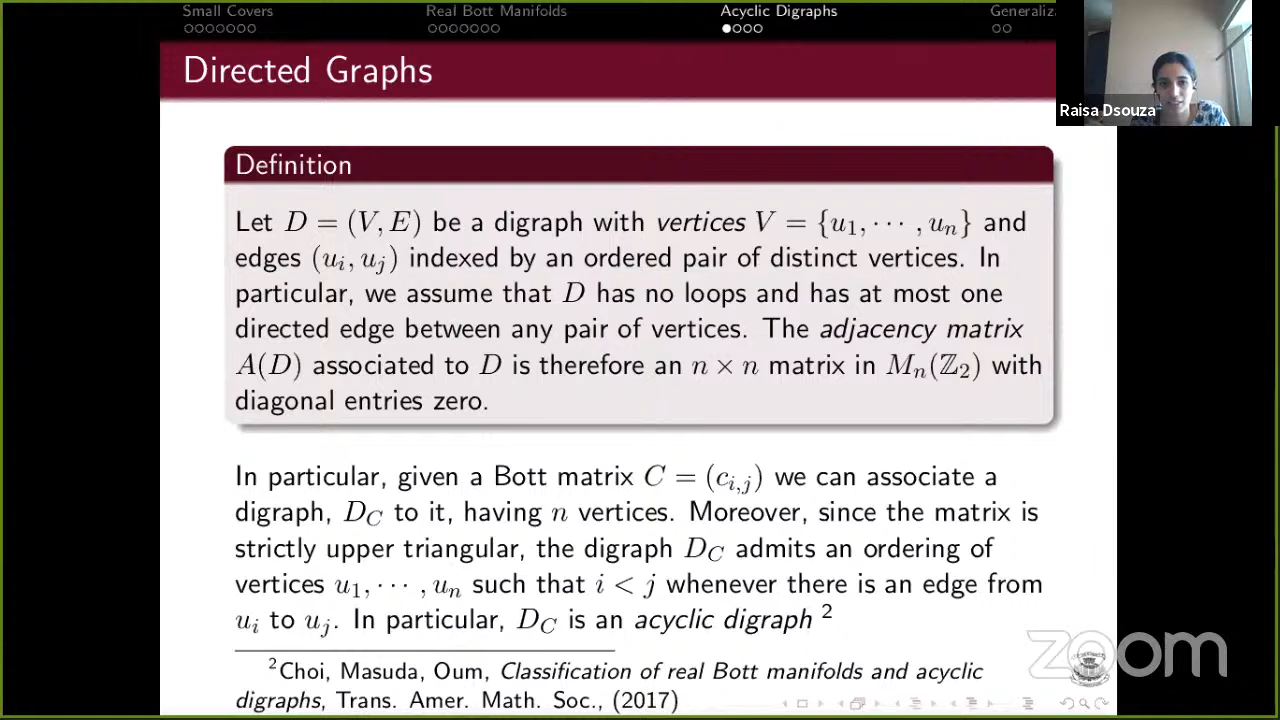 Small Covers
Real Bott Manifolds
Acyclic Digraphs
Generaliz
Directed Graphs
Raisa Dsouza
Definition
Let D = (V, E) be a digraph with vertices V = {u₁, ⋯ , uₙ} and
edges (uᵢ, uⱼ) indexed by an ordered pair of distinct vertices. In
particular, we assume that D has no loops and has at most one
directed edge between any pair of vertices. The adjacency matrix
A(D) associated to D is therefore an n × n matrix in Mₙ(ℤ₂) with
diagonal entries zero.
In particular, given a Bott matrix C = (c_{i,j}) we can associate a
digraph, D_C to it, having n vertices. Moreover, since the matrix is
strictly upper triangular, the digraph D_C admits an ordering of
vertices u₁, ⋯ , uₙ such that i < j whenever there is an edge from
uᵢ to uⱼ. In particular, D_C is an acyclic digraph ²
²Choi, Masuda, Oum, Classification of real Bott manifolds and acyclic
digraphs, Trans. Amer. Math. Soc., (2017)
zoom